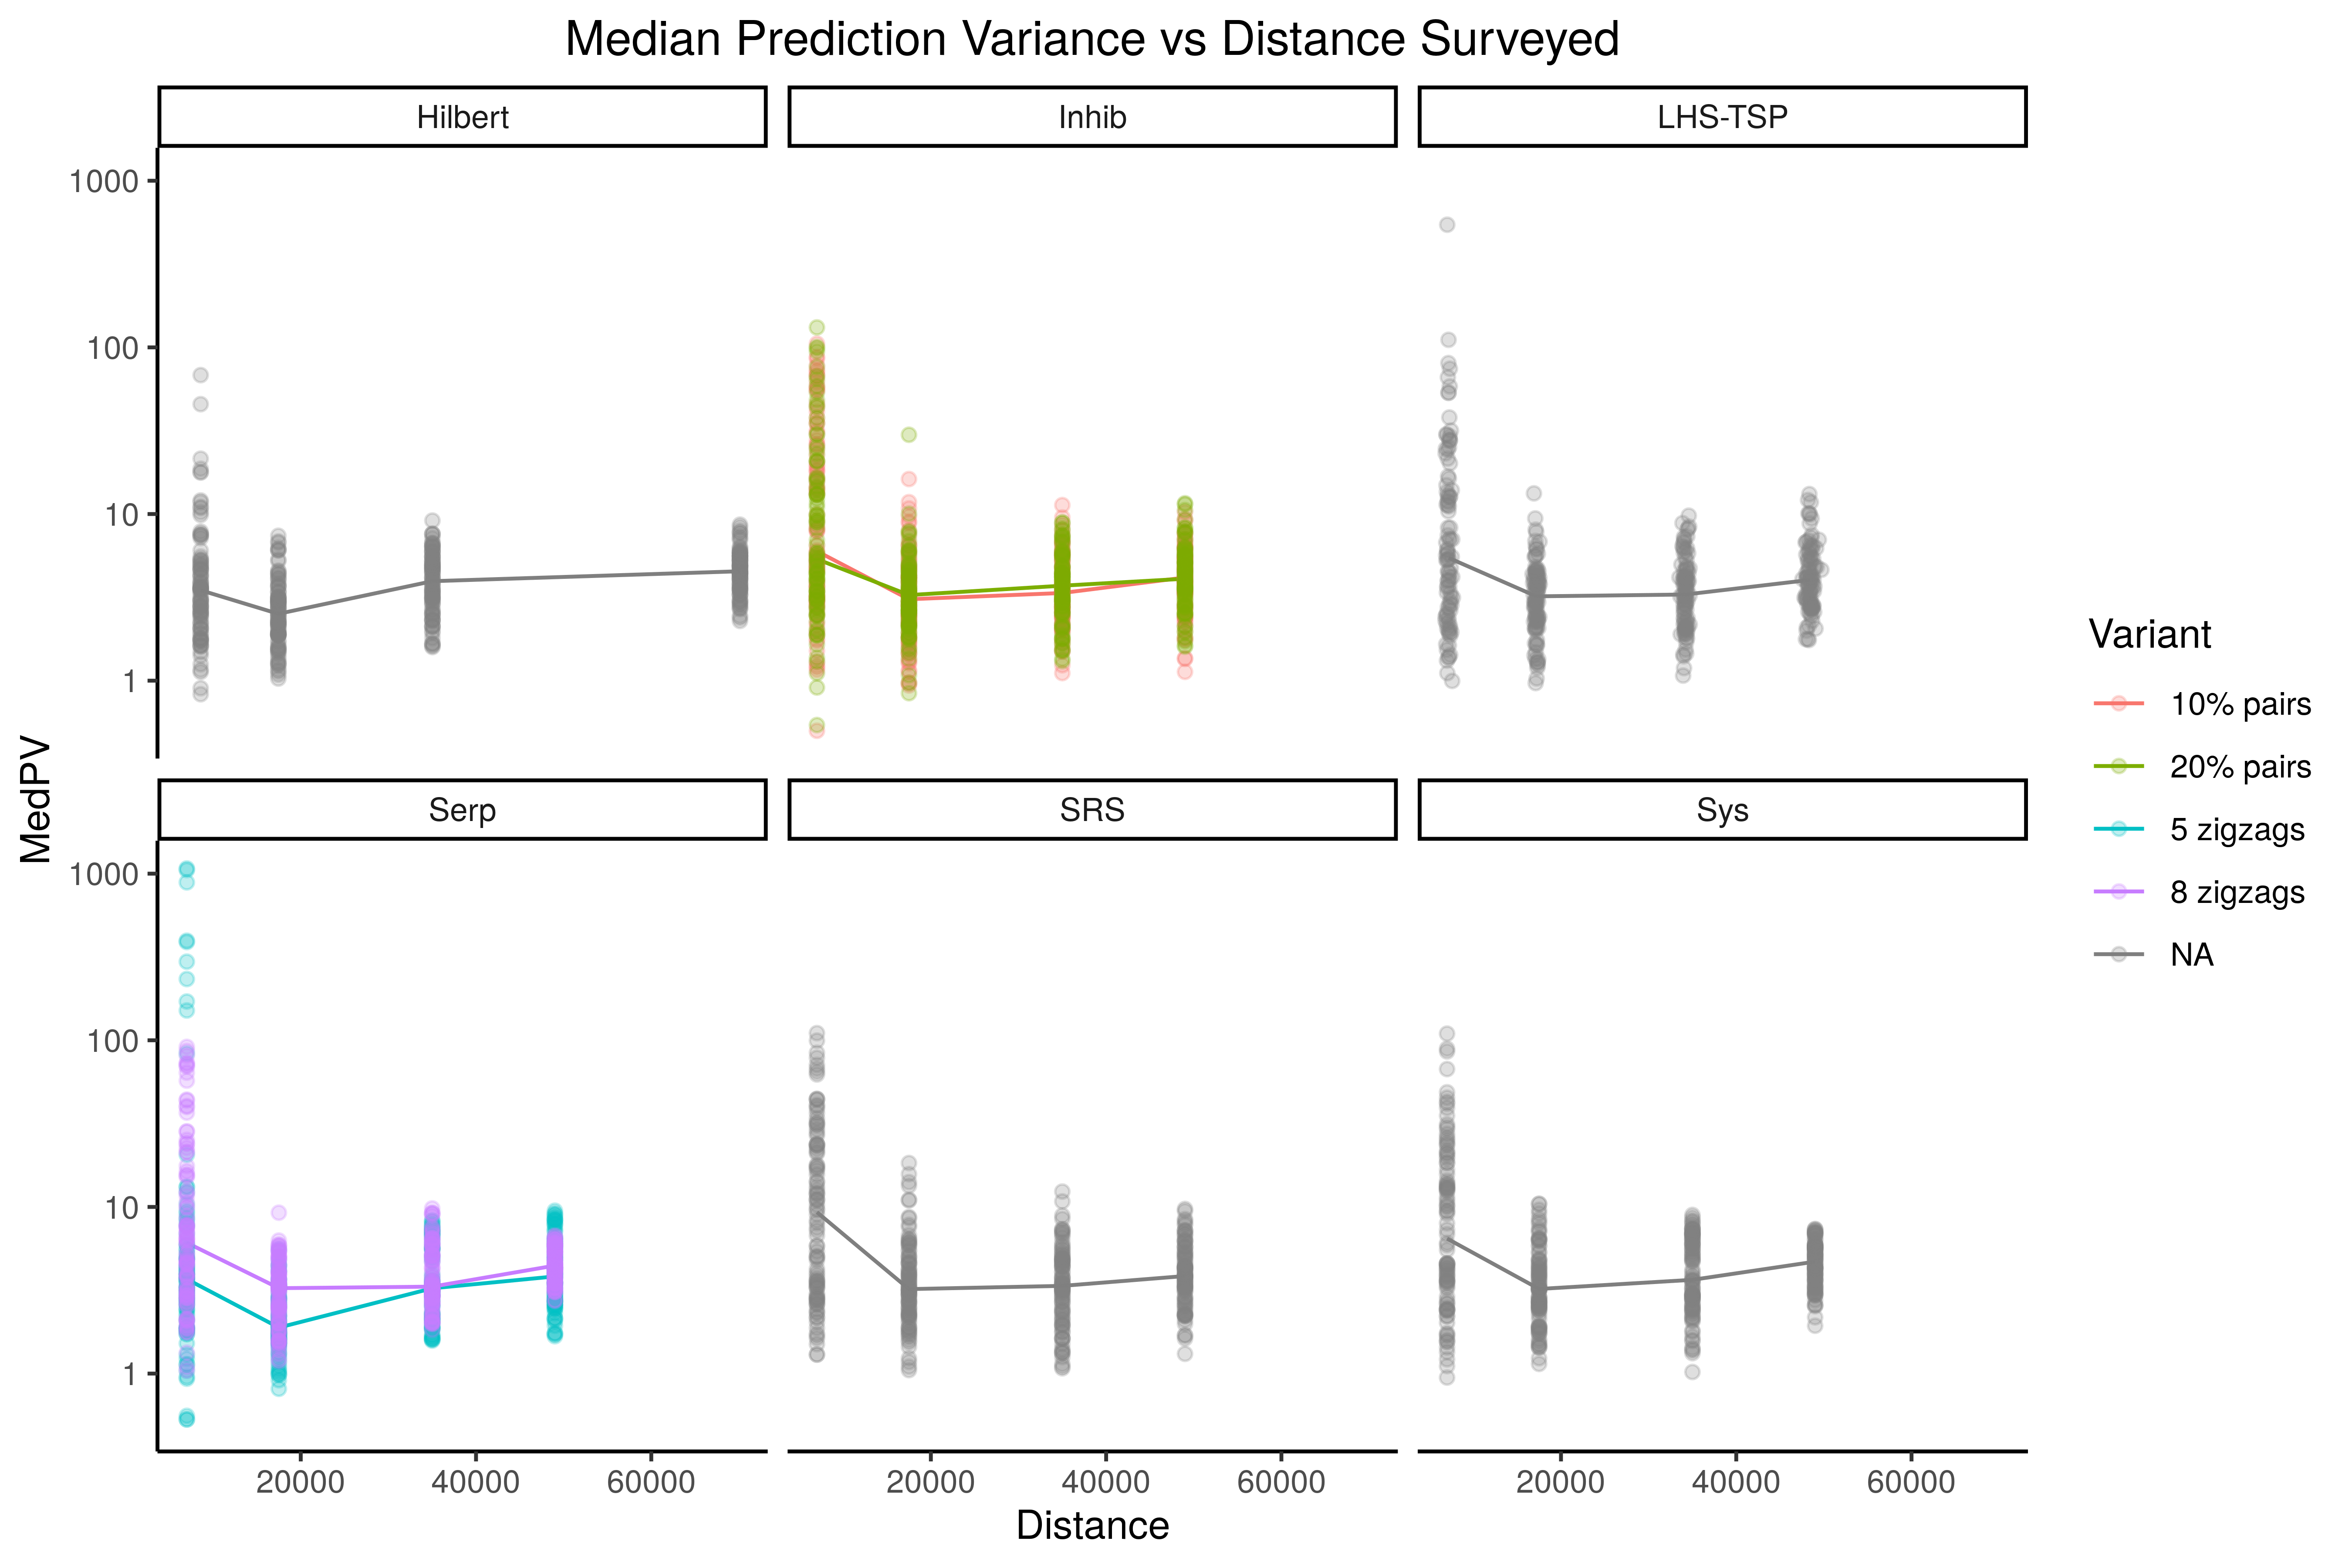 Median Prediction Variance vs Distance Surveyed
Hilbert
Inhib
LHS-TSP
1000
100
10
1
Serp
SRS
Sys
1000
100
10
1
20000 40000 60000
20000 40000 60000
20000 40000 60000
Distance
MedPV
Variant
10% pairs
20% pairs
5 zigzags
8 zigzags
NA